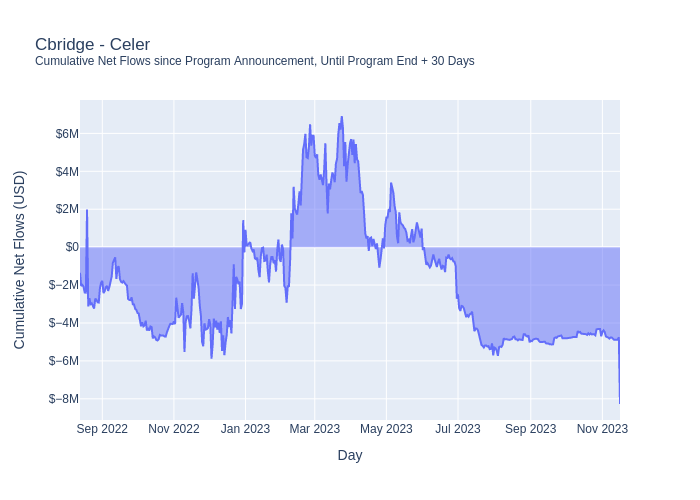 Cbridge - Celer
Cumulative Net Flows since Program Announcement, Until Program End + 30 Days
Cumulative Net Flows (USD)
$6M
$4M
$2M
$0
$−2M
$−4M
$−6M
$−8M
Sep 2022 Nov 2022 Jan 2023 Mar 2023 May 2023 Jul 2023 Sep 2023 Nov 2023
Day